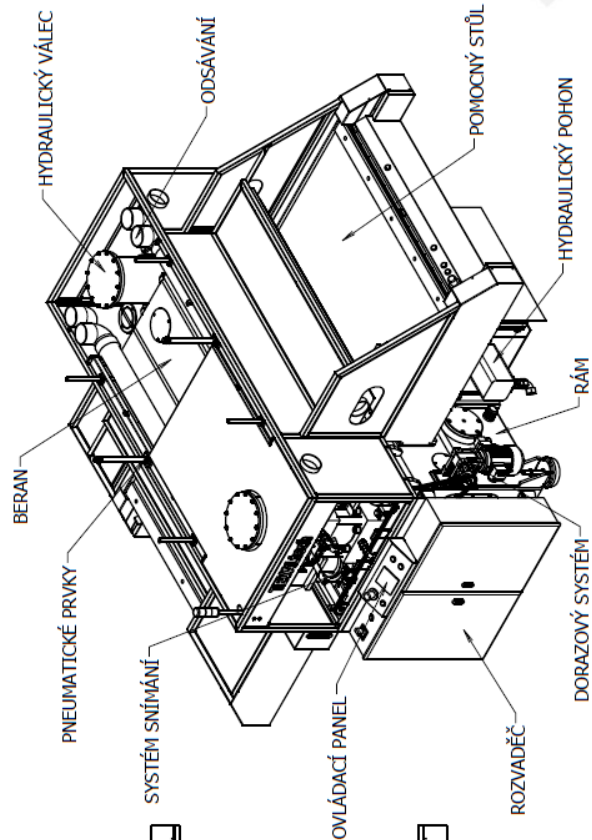 HYDRAULICKÝ VÁLEC
ODSÁVÁNÍ
BERAN
POMOCNÝ STŮL
PNEUMATICKÉ PRVKY
HYDRAULICKÝ POHON
SYSTÉM SNÍMÁNÍ
RÁM
OVLÁDACÍ PANEL
DORAZOVÝ SYSTÉM
ROZVADĚČ